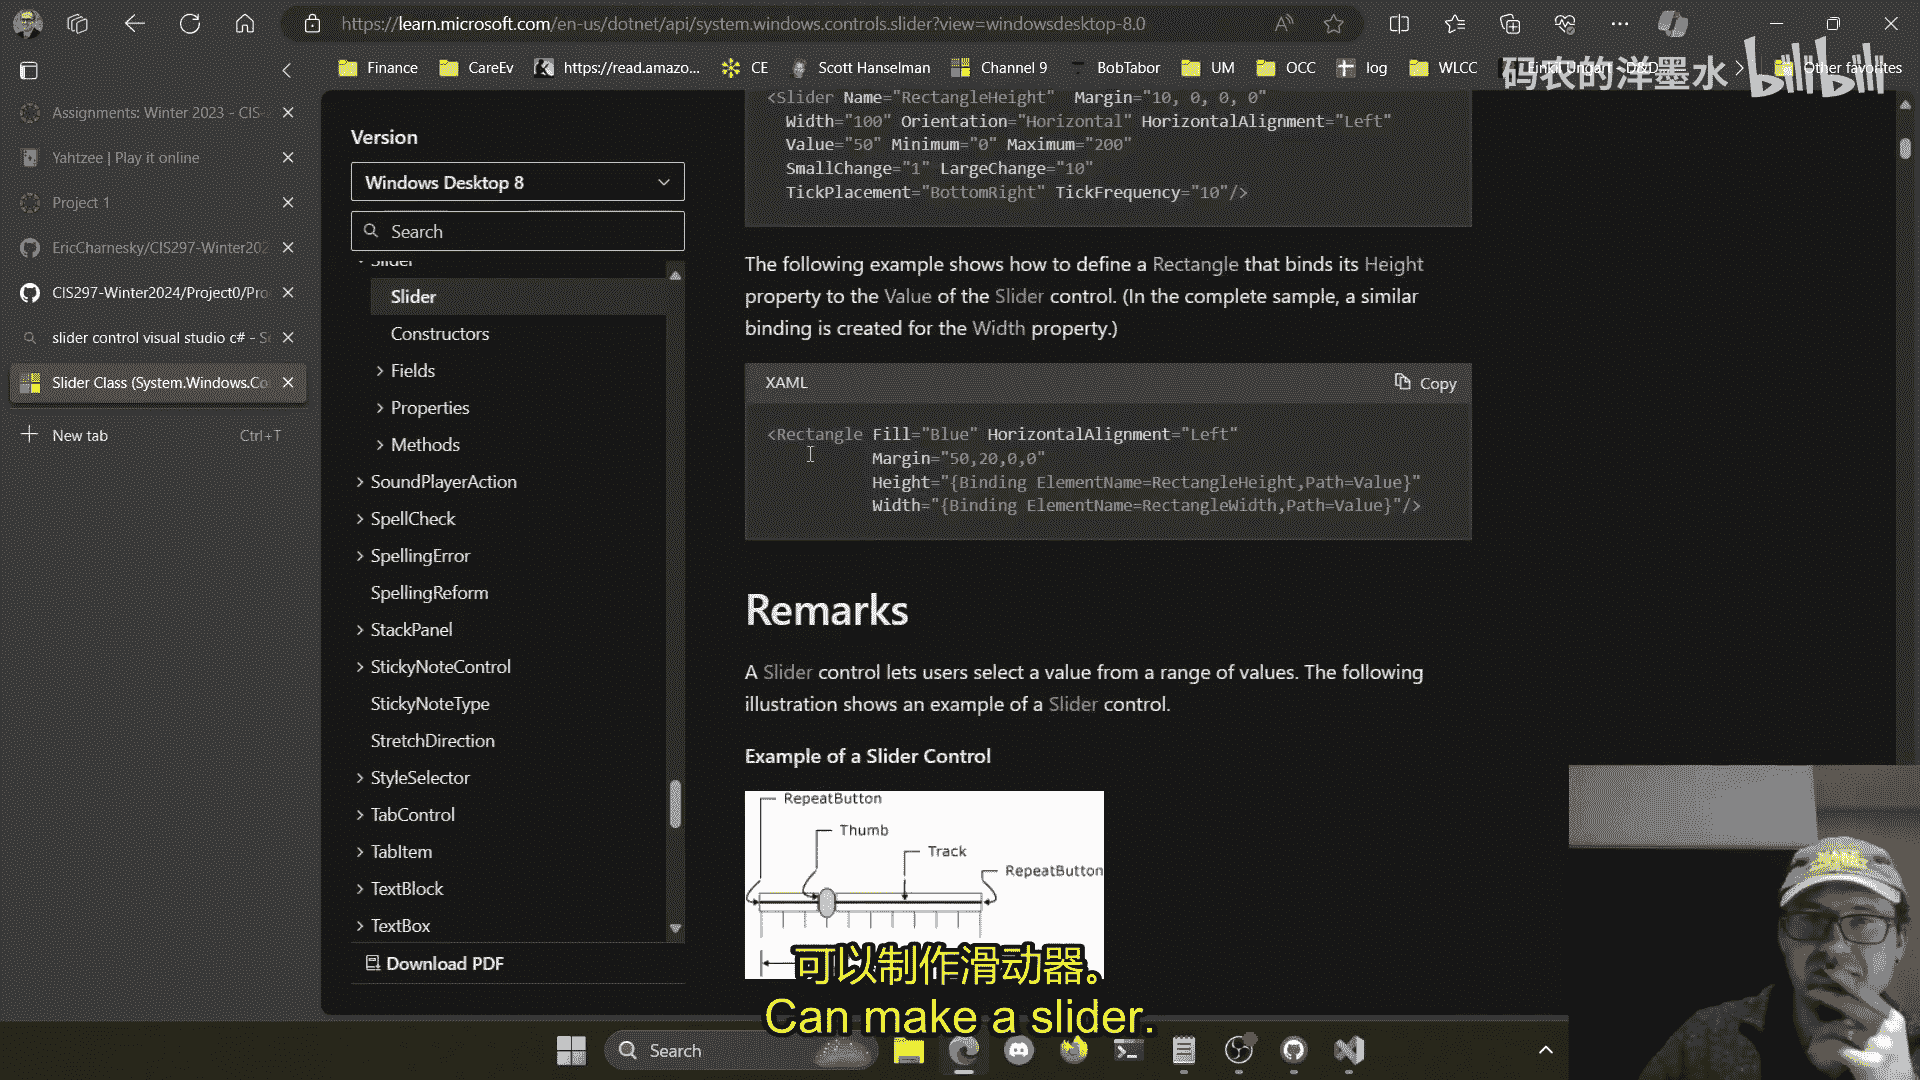 https://learn.microsoft.com/en-us/dotnet/api/system.windows.controls.slider?view=windowsdesktop-8.0
Finance
CareEv
https://read.amazo...
CE
Scott Hanselman
Channel 9
BobTabor
UM
OCC
log
WLCC
D&D
Other favorites
码农的洋墨水
bilibili
Assignments: Winter 2023 - CIS-
Yahtzee | Play it online
Project 1
EricCharnesky/CIS297-Winter202
CIS297-Winter2024/Project0/Pro
slider control visual studio c# - Se
Slider Class (System.Windows.Co
New tab Ctrl+T
Version
Windows Desktop 8
Search
Slider
Slider
Constructors
Fields
Properties
Methods
SoundPlayerAction
SpellCheck
SpellingError
SpellingReform
StackPanel
StickyNoteControl
StickyNoteType
StretchDirection
StyleSelector
TabControl
TabItem
TextBlock
TextBox
Download PDF
<Slider Name="RectangleHeight" Margin="10, 0, 0, 0"
Width="100" Orientation="Horizontal" HorizontalAlignment="Left"
Value="50" Minimum="0" Maximum="200"
SmallChange="1" LargeChange="10"
TickPlacement="BottomRight" TickFrequency="10"/>
The following example shows how to define a Rectangle that binds its Height
property to the Value of the Slider control. (In the complete sample, a similar
binding is created for the Width property.)
XAML
Copy
<Rectangle Fill="Blue" HorizontalAlignment="Left"
Margin="50,20,0,0"
Height="{Binding ElementName=RectangleHeight,Path=Value}"
Width="{Binding ElementName=RectangleWidth,Path=Value}"/>
Remarks
A Slider control lets users select a value from a range of values. The following
illustration shows an example of a Slider control.
Example of a Slider Control
RepeatButton
Thumb
Track
RepeatButton
可以制作滑动器。
Can make a slider.
Search